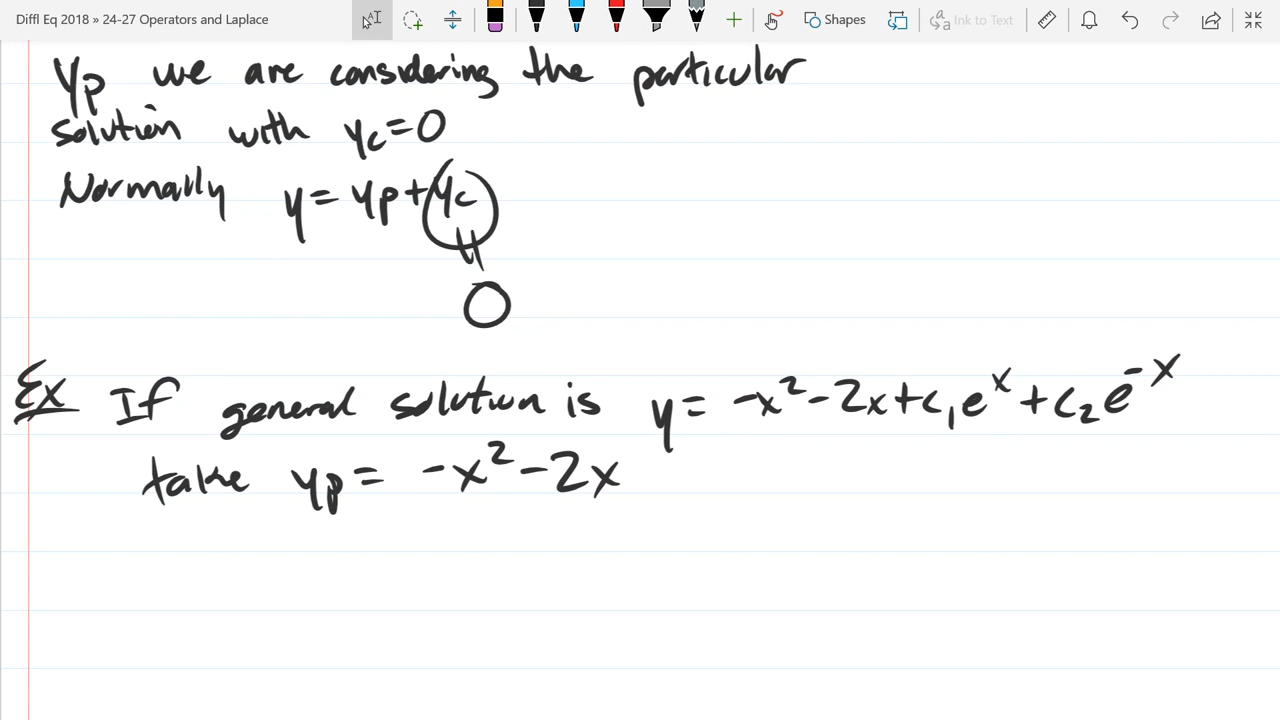 Diffl Eq 2018 » 24-27 Operators and Laplace
Ink to Text
Shapes
yp we are considering the particular
solution with yc=0
Normally y=yp+yc
0
Ex If general solution is y= -x²-2x+c₁eˣ+c₂e⁻ˣ
take yp= -x²-2x